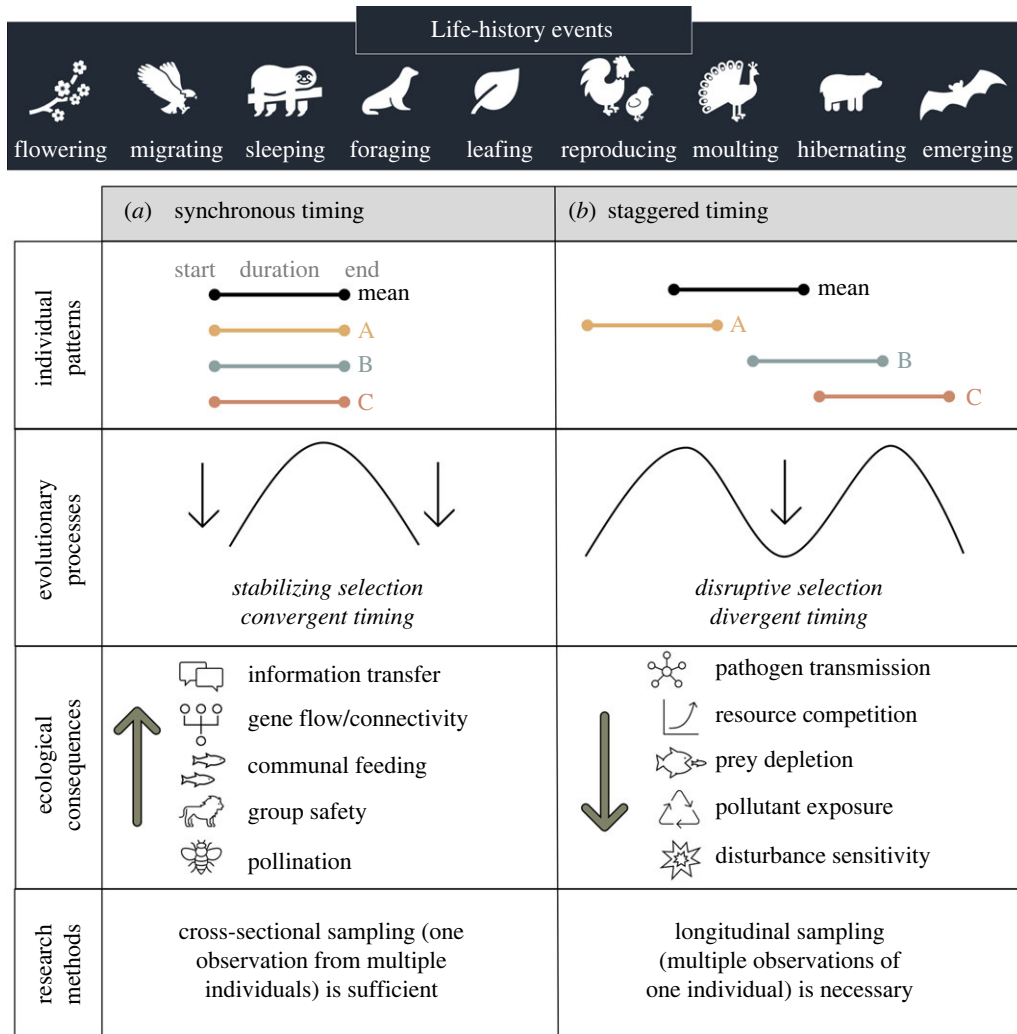 Life-history events
flowering migrating sleeping foraging leafing reproducing moulting hibernating emerging
(a) synchronous timing
(b) staggered timing
individual
patterns
start duration end
mean
A
B
C
mean
A
B
C
evolutionary
processes
stabilizing selection
convergent timing
disruptive selection
divergent timing
ecological
consequences
information transfer
gene flow/connectivity
communal feeding
group safety
pollination
pathogen transmission
resource competition
prey depletion
pollutant exposure
disturbance sensitivity
research
methods
cross-sectional sampling (one
observation from multiple
individuals) is sufficient
longitudinal sampling
(multiple observations of
one individual) is necessary